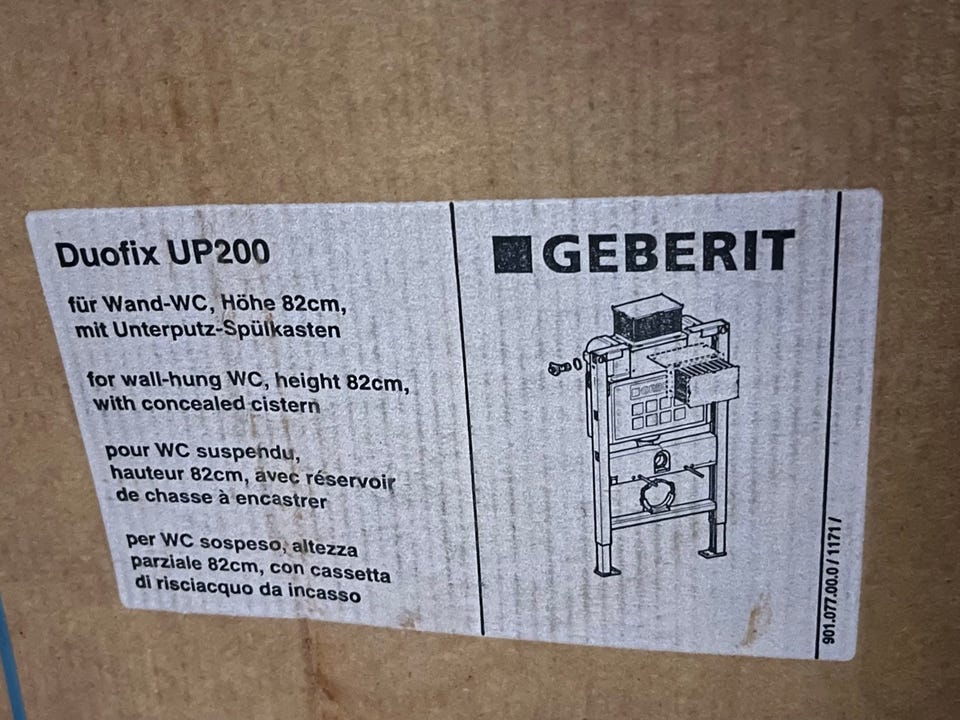 Duofix UP200
für Wand-WC, Höhe 82cm,
mit Unterputz-Spülkasten
for wall-hung WC, height 82cm,
with concealed cistern
pour WC suspendu,
hauteur 82cm, avec réservoir
de chasse à encastrer
per WC sospeso, altezza
parziale 82cm, con cassetta
di risciacquo da incasso
GEBERIT
901.077.00.0 / 1171 /